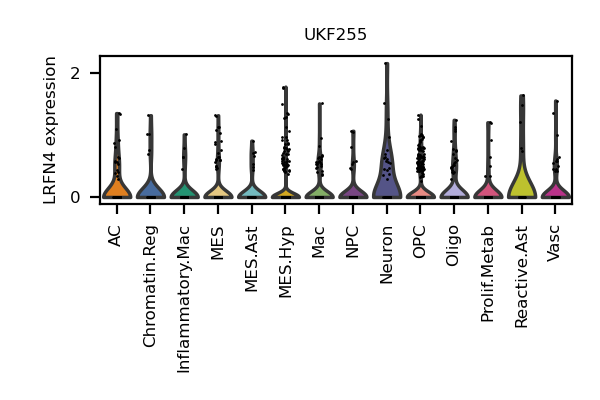 UKF255
LRFN4 expression
2
0
AC
Chromatin.Reg
Inflammatory.Mac
MES
MES.Ast
MES.Hyp
Mac
NPC
Neuron
OPC
Oligo
Prolif.Metab
Reactive.Ast
Vasc